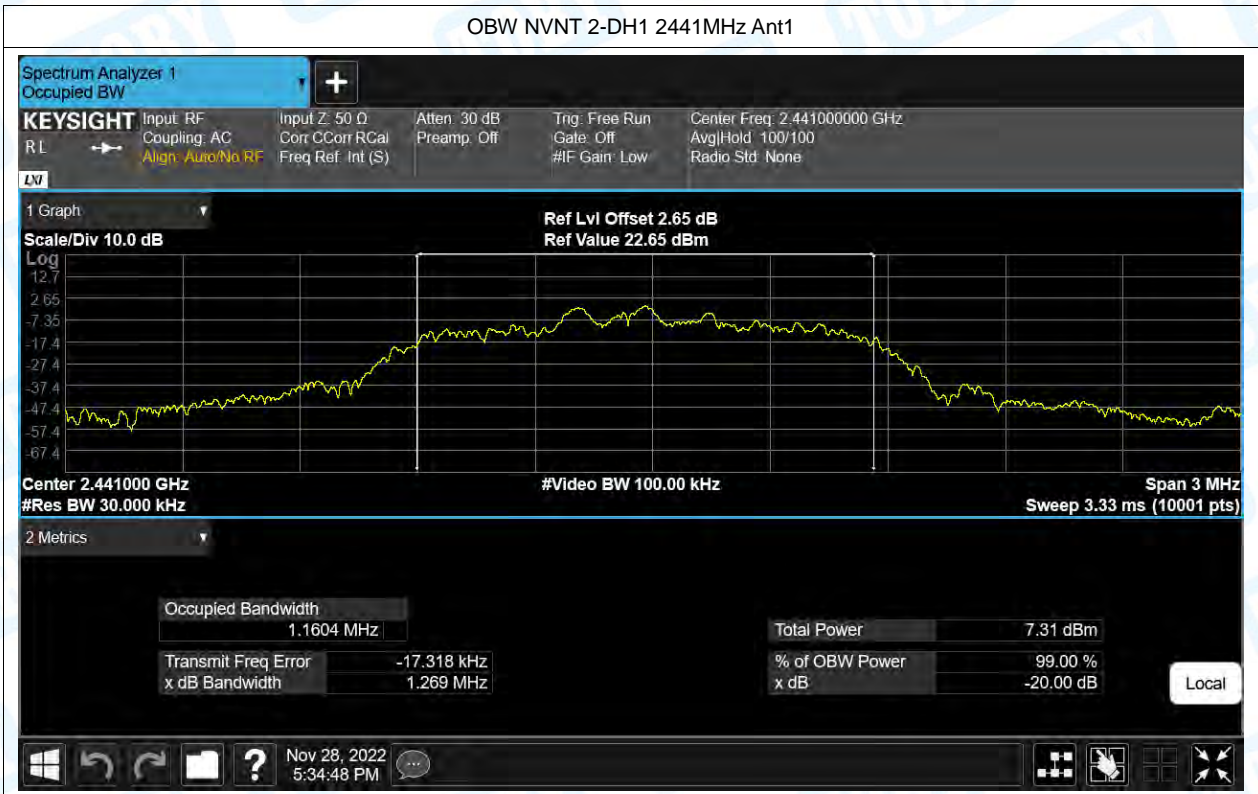 OBW NVNT 2-DH1 2441MHz Ant1
Spectrum Analyzer 1
Occupied BW
KEYSIGHT
R L
LXI
Input: RF
Coupling: AC
Align: Auto/No RF
Input Z: 50 Ω
Corr CCorr RCal
Freq Ref: Int (S)
Atten: 30 dB
Preamp: Off
Trig: Free Run
Gate: Off
#IF Gain: Low
Center Freq: 2.441000000 GHz
Avg|Hold: 100/100
Radio Std: None
1 Graph
Scale/Div 10.0 dB
Ref Lvl Offset 2.65 dB
Ref Value 22.65 dBm
Log
12.7
2.65
-7.35
-17.4
-27.4
-37.4
-47.4
-57.4
-67.4
Center 2.441000 GHz
#Video BW 100.00 kHz
Span 3 MHz
#Res BW 30.000 kHz
Sweep 3.33 ms (10001 pts)
2 Metrics
Occupied Bandwidth
1.1604 MHz
Transmit Freq Error -17.318 kHz
x dB Bandwidth 1.269 MHz
Total Power 7.31 dBm
% of OBW Power 99.00 %
x dB -20.00 dB
Local
?
Nov 28, 2022
5:34:48 PM